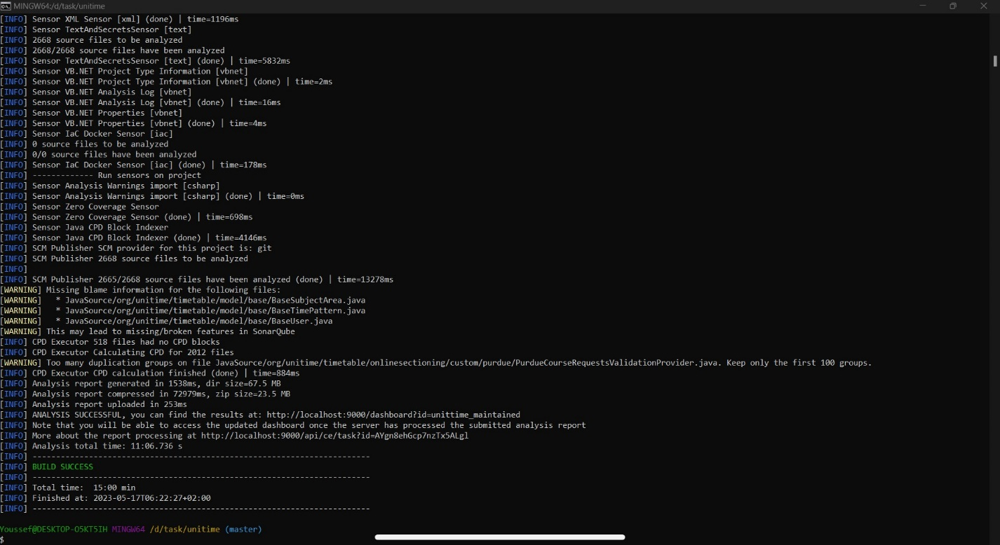 MINGW64:/d/task/unitime
[INFO] Sensor XML Sensor [xml] (done) | time=1196ms
[INFO] Sensor TextAndSecretsSensor [text]
[INFO] 2668 source files to be analyzed
[INFO] 2668/2668 source files have been analyzed
[INFO] Sensor TextAndSecretsSensor [text] (done) | time=5832ms
[INFO] Sensor VB.NET Project Type Information [vbnet]
[INFO] Sensor VB.NET Project Type Information [vbnet] (done) | time=2ms
[INFO] Sensor VB.NET Analysis Log [vbnet]
[INFO] Sensor VB.NET Analysis Log [vbnet] (done) | time=16ms
[INFO] Sensor VB.NET Properties [vbnet]
[INFO] Sensor VB.NET Properties [vbnet] (done) | time=4ms
[INFO] Sensor IaC Docker Sensor [iac]
[INFO] 0 source files to be analyzed
[INFO] 0/0 source files have been analyzed
[INFO] Sensor IaC Docker Sensor [iac] (done) | time=178ms
[INFO] ------------- Run sensors on project
[INFO] Sensor Analysis Warnings import [csharp]
[INFO] Sensor Analysis Warnings import [csharp] (done) | time=0ms
[INFO] Sensor Zero Coverage Sensor
[INFO] Sensor Zero Coverage Sensor (done) | time=698ms
[INFO] Sensor Java CPD Block Indexer
[INFO] Sensor Java CPD Block Indexer (done) | time=4146ms
[INFO] SCM Publisher SCM provider for this project is: git
[INFO] SCM Publisher 2668 source files to be analyzed
[INFO]
[INFO] SCM Publisher 2665/2668 source files have been analyzed (done) | time=13278ms
[WARNING] Missing blame information for the following files:
[WARNING]   * JavaSource/org/unitime/timetable/model/base/BaseSubjectArea.java
[WARNING]   * JavaSource/org/unitime/timetable/model/base/BaseTimePattern.java
[WARNING]   * JavaSource/org/unitime/timetable/model/base/BaseUser.java
[WARNING] This may lead to missing/broken features in SonarQube
[INFO] CPD Executor 518 files had no CPD blocks
[INFO] CPD Executor Calculating CPD for 2012 files
[WARNING] Too many duplication groups on file JavaSource/org/unitime/timetable/onlinesectioning/custom/purdue/PurdueCourseRequestsValidationProvider.java. Keep only the first 100 groups.
[INFO] CPD Executor CPD calculation finished (done) | time=884ms
[INFO] Analysis report generated in 1538ms, dir size=67.5 MB
[INFO] Analysis report compressed in 72979ms, zip size=23.5 MB
[INFO] Analysis report uploaded in 253ms
[INFO] ANALYSIS SUCCESSFUL, you can find the results at: http://localhost:9000/dashboard?id=unittime_maintained
[INFO] Note that you will be able to access the updated dashboard once the server has processed the submitted analysis report
[INFO] More about the report processing at http://localhost:9000/api/ce/task?id=AYgn8ehGcp7nzTx5ALgl
[INFO] Analysis total time: 11:06.736 s
[INFO] ------------------------------------------------------------------------
[INFO] BUILD SUCCESS
[INFO] ------------------------------------------------------------------------
[INFO] Total time:  15:00 min
[INFO] Finished at: 2023-05-17T06:22:27+02:00
[INFO] ------------------------------------------------------------------------
Youssef@DESKTOP-O5KT5IH MINGW64 /d/task/unitime (master)
$